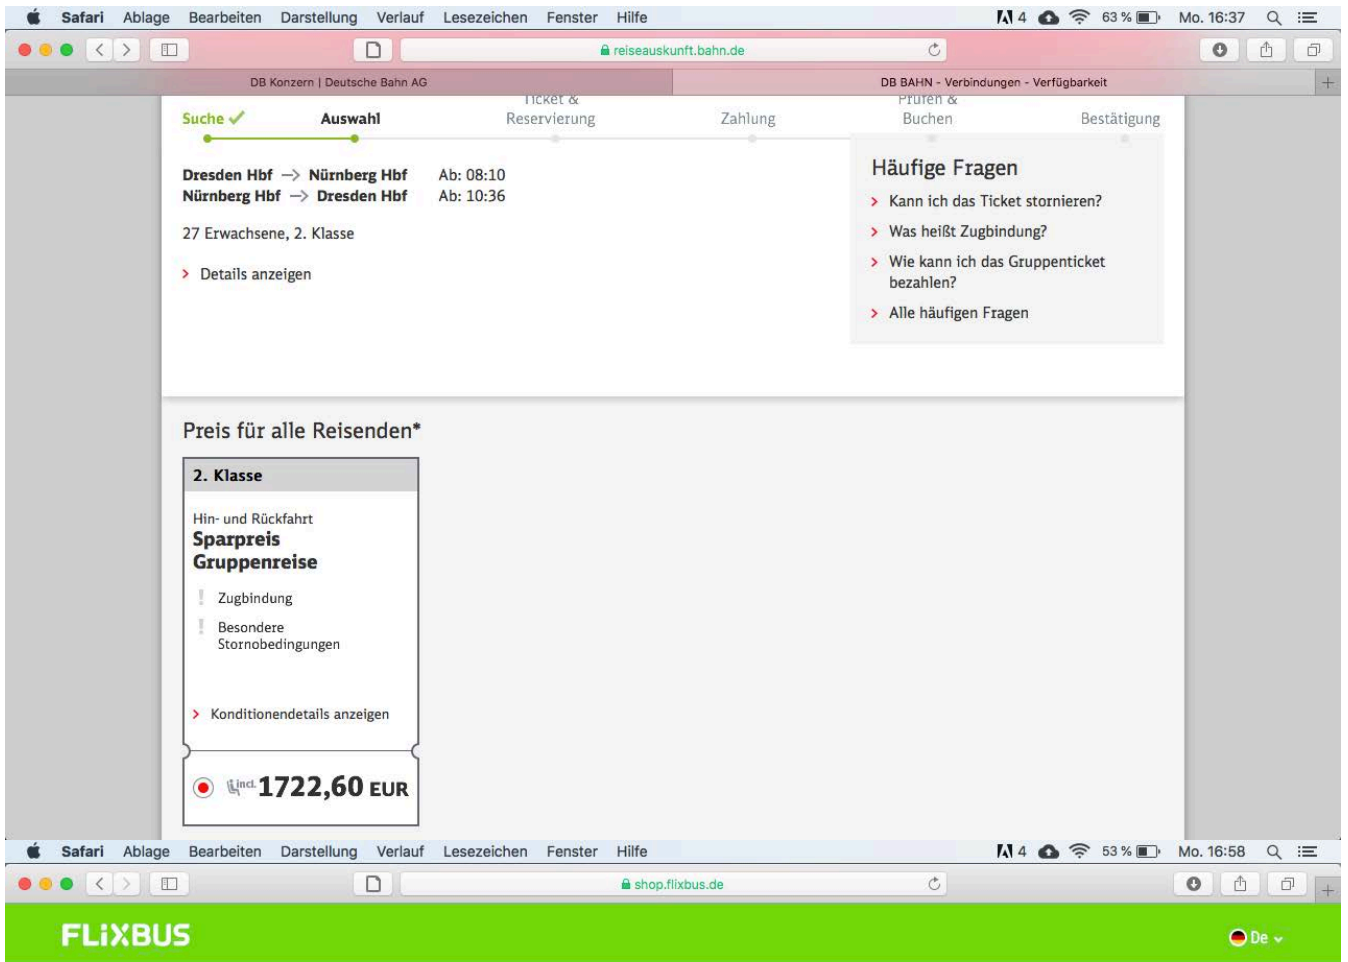 Safari Ablage Bearbeiten Darstellung Verlauf Lesezeichen Fenster Hilfe 4 63 % Mo. 16:37
reiseauskunft.bahn.de
DB Konzern | Deutsche Bahn AG DB BAHN - Verbindungen - Verfügbarkeit +
Ticket & Prüfen &
Suche ✓ Auswahl Reservierung Zahlung Buchen Bestätigung
Dresden Hbf —> Nürnberg Hbf Ab: 08:10
Nürnberg Hbf —> Dresden Hbf Ab: 10:36
27 Erwachsene, 2. Klasse
> Details anzeigen
Häufige Fragen
> Kann ich das Ticket stornieren?
> Was heißt Zugbindung?
> Wie kann ich das Gruppenticket
bezahlen?
> Alle häufigen Fragen
Preis für alle Reisenden*
2. Klasse
Hin- und Rückfahrt
Sparpreis
Gruppenreise
! Zugbindung
! Besondere
Stornobedingungen
> Konditionendetails anzeigen
incl. 1722,60 EUR
Safari Ablage Bearbeiten Darstellung Verlauf Lesezeichen Fenster Hilfe 4 53 % Mo. 16:58
shop.flixbus.de +
FLiXBUS De